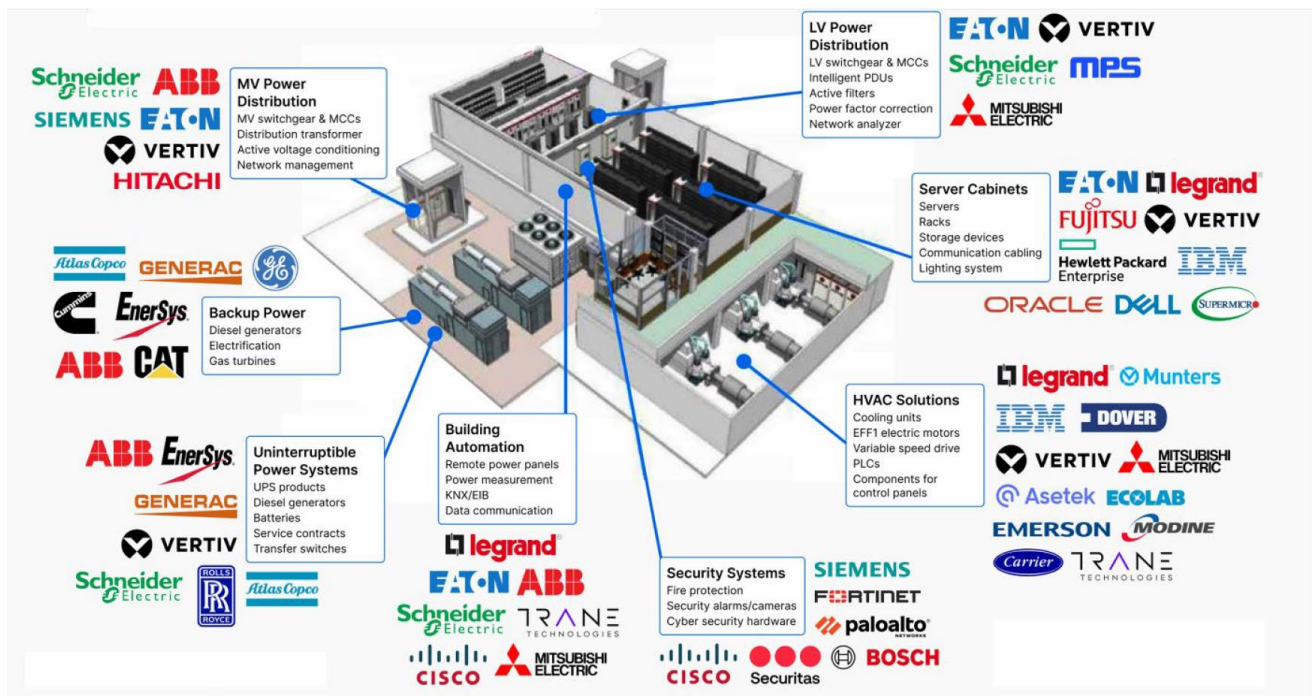 Schneider
Electric
ABB
SIEMENS
EATON
VERTIV
HITACHI
MV Power
Distribution
MV switchgear & MCCs
Distribution transformer
Active voltage conditioning
Network management
LV Power
Distribution
LV switchgear & MCCs
Intelligent PDUs
Active filters
Power factor correction
Network analyzer
EATON
VERTIV
Schneider
Electric
mps
MITSUBISHI
ELECTRIC
Server Cabinets
Servers
Racks
Storage devices
Communication cabling
Lighting system
EATON
legrand®
FUJITSU
VERTIV
Hewlett Packard
Enterprise
IBM
ORACLE
DELL
SUPERMICRO
Atlas Copco
GENERAC
GE
Cummins
EnerSys
ABB
CAT
Backup Power
Diesel generators
Electrification
Gas turbines
ABB
EnerSys
GENERAC
VERTIV
Schneider
Electric
ROLLS
RR
ROYCE
Atlas Copco
Uninterruptible
Power Systems
UPS products
Diesel generators
Batteries
Service contracts
Transfer switches
Building
Automation
Remote power panels
Power measurement
KNX/EIB
Data communication
legrand®
EATON
ABB
Schneider
Electric
TRANE
TECHNOLOGIES
CISCO
MITSUBISHI
ELECTRIC
Security Systems
Fire protection
Security alarms/cameras
Cyber security hardware
SIEMENS
FORTINET
paloalto®
NETWORKS
CISCO
Securitas
BOSCH
HVAC Solutions
Cooling units
EFF1 electric motors
Variable speed drive
PLCs
Components for
control panels
legrand®
Munters
IBM
DOVER
VERTIV
MITSUBISHI
ELECTRIC
Asetek
ECOLAB
EMERSON
MODINE
Carrier
TRANE
TECHNOLOGIES